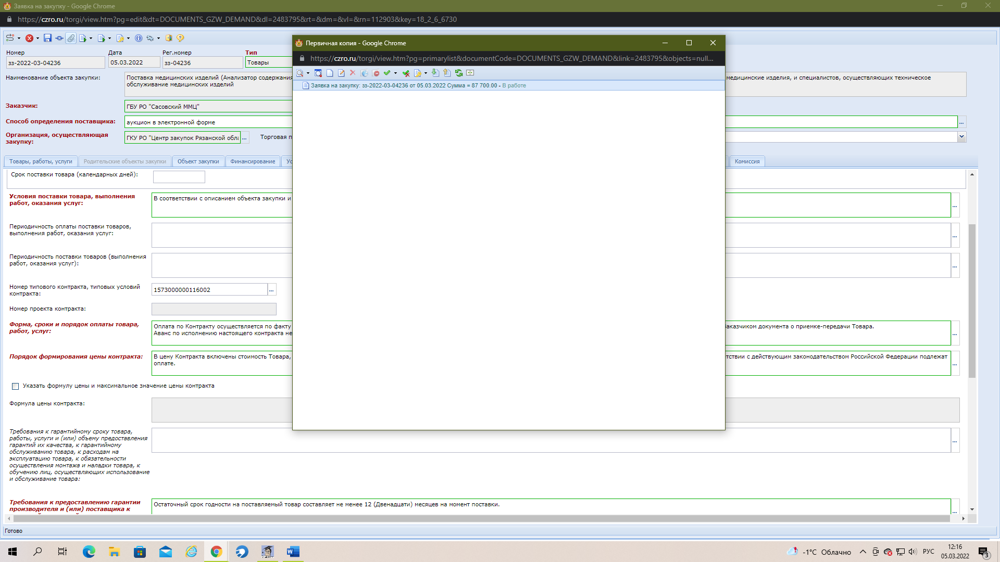 Заявка на закупку - Google Chrome
https://czro.ru/torgi/view.htm?pg=edit&dt=DOCUMENTS_GZW_DEMAND&dl=2483795&rt=&dm=&vl=&rn=112903&key=18_2_6_6730
Номер
Дата
Рег.номер
Тип
зз-2022-03-04236
05.03.2022
зз-04236
Товары
Наименование объекта закупки:
Поставка медицинских изделий (Анализатор содержания
медицинские изделия, и специалистов, осуществляющих техническое
обслуживание медицинских изделий
Заказчик:
ГБУ РО "Сасовский ММЦ"
Способ определения поставщика:
аукцион в электронной форме
...
Организация, осуществляющая
закупку:
ГКУ РО "Центр закупок Рязанской обла
...
Торговая п
Товары, работы, услуги
Родительские объекты закупки
Объект закупки
Финансирование
Ус
Комиссия
Первичная копия - Google Chrome
https://czro.ru/torgi/view.htm?pg=primarylist&documentCode=DOCUMENTS_GZW_DEMAND&link=2483795&objects=null...
Заявка на закупку: зз-2022-03-04236 от 05.03.2022 Сумма = 87 700.00 - В работе
Срок поставки товара (календарных дней):
Условия поставки товара, выполнения
работ, оказания услуг:
В соответствии с описанием объекта закупки и
...
Периодичность оплаты поставки товаров,
выполнения работ, оказания услуг:
...
Периодичность поставки товаров (выполнения
работ, оказания услуг):
...
Номер типового контракта, типовых условий
контракта:
1573000000116002
...
Номер проекта контракта:
Форма, сроки и порядок оплаты товара,
работ, услуг:
Оплата по Контракту осуществляется по факту
Заказчиком документа о приемке-передачи Товара.
Аванс по исполнению настоящего контракта не
...
Порядок формирования цены контракта:
В цену Контракта включены стоимость Товара,
тствии с действующим законодательством Российской Федерации подлежат
оплате.
...
Указать формулу цены и максимальное значение цены контракта
Формула цены контракта:
Требования к гарантийному сроку товара,
работы, услуги и (или) объему предоставления
гарантий их качества, к гарантийному
обслуживанию товара, к расходам на
эксплуатацию товара, к обязательности
осуществления монтажа и наладки товара, к
обучению лиц, осуществляющих использование
и обслуживание товара:
...
Требования к предоставлению гарантии
производителя и (или) поставщика к
Остаточный срок годности на поставляемый товар составляет не менее 12 (Двенадцати) месяцев на момент поставки.
...
Готово
-1°C Облачно
РУС
12:16
05.03.2022
3